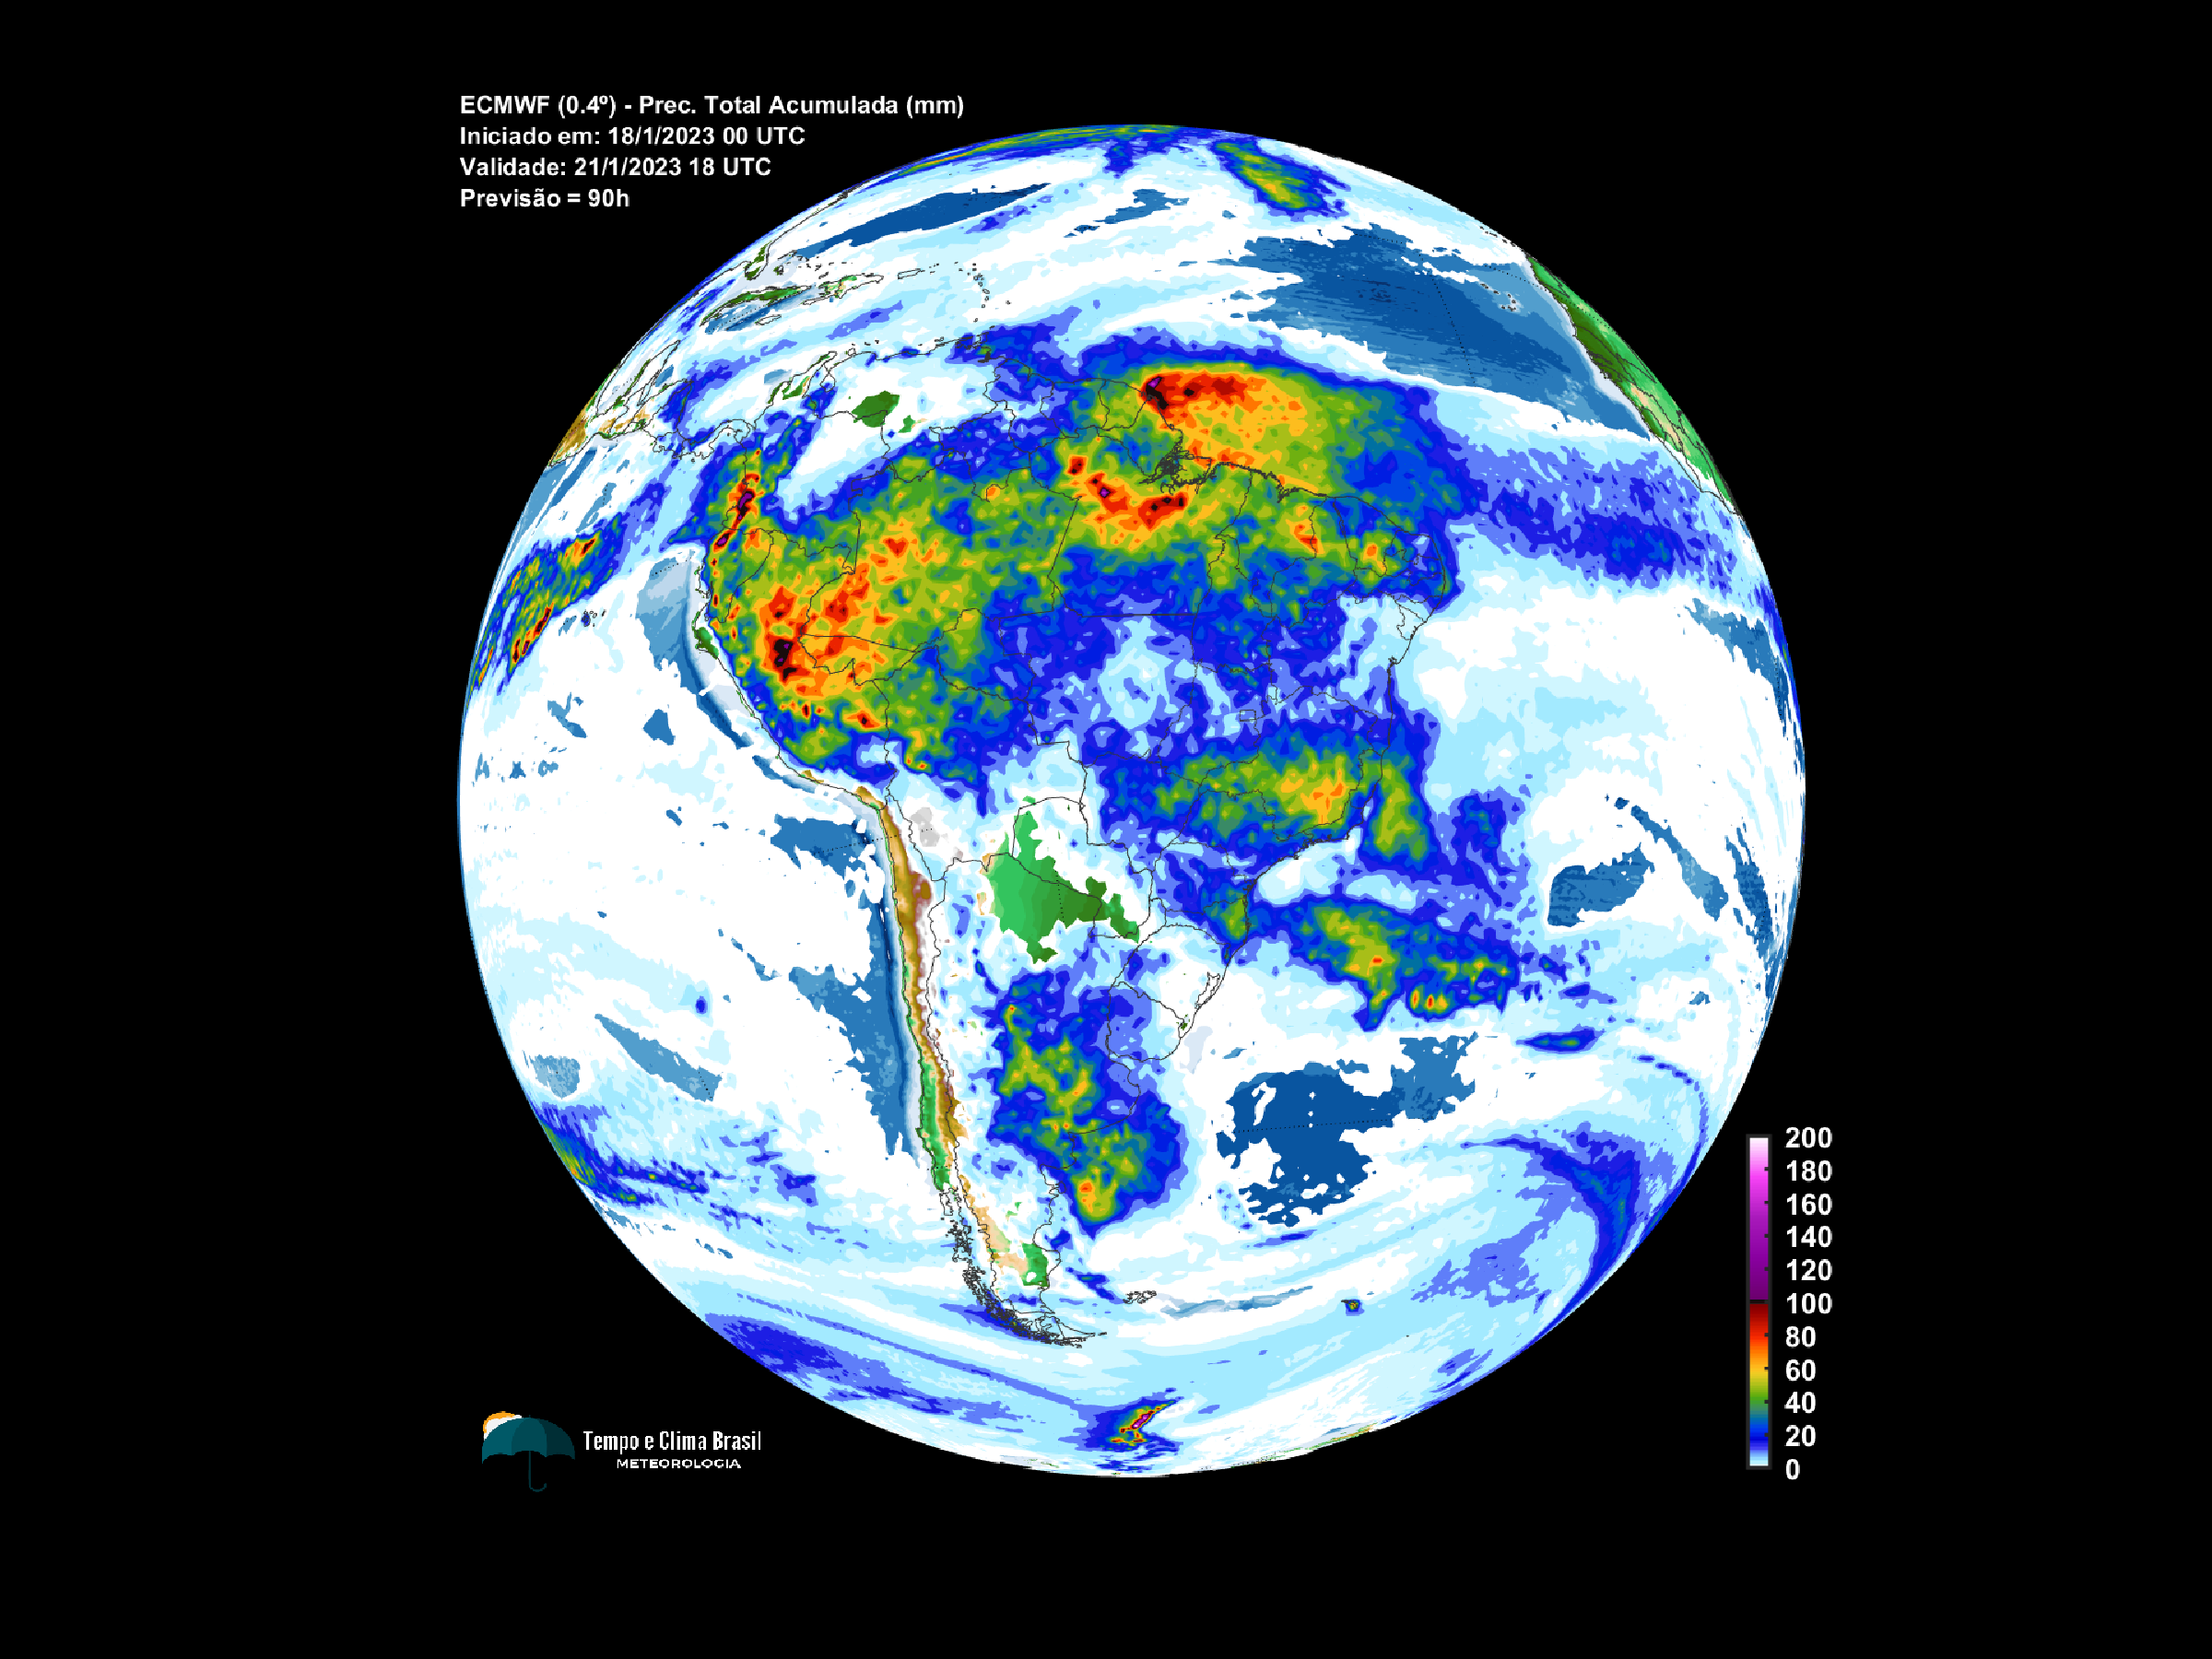 ECMWF (0.4º) - Prec. Total Acumulada (mm)
Iniciado em: 18/1/2023 00 UTC
Validade: 21/1/2023 18 UTC
Previsão = 90h
200
180
160
140
120
100
80
60
40
20
0
Tempo e Clima Brasil
METEOROLOGIA